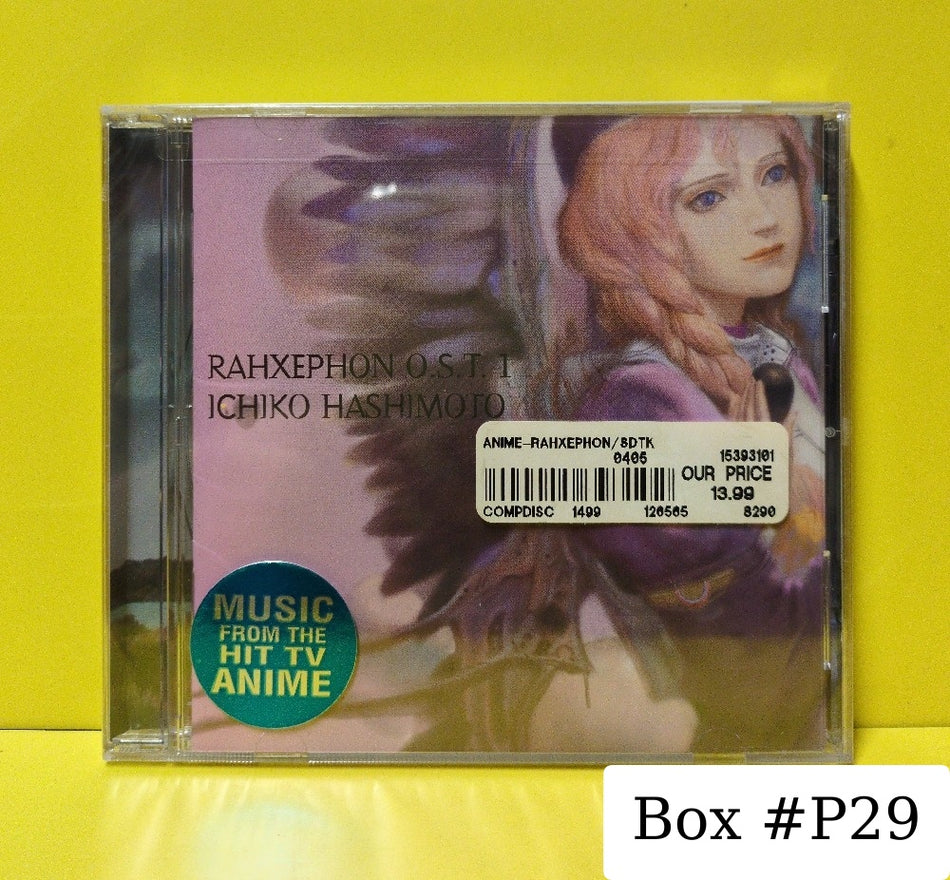 RAHXEPHON O.S.T. 1
ICHIKO HASHIMOTO
ANIME-RAHXEPHON/SDTK
0405 15393101
OUR PRICE
13.99
COMPDISC 1499 126565 8290
MUSIC
FROM THE
HIT TV
ANIME
Box #P29